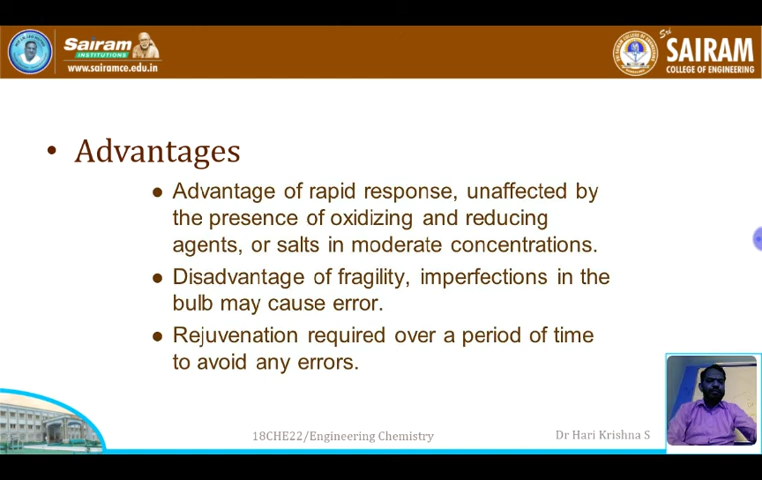 Sairam
INSTITUTIONS
www.sairamce.edu.in
Sri
SAIRAM
COLLEGE OF ENGINEERING
• Advantages
● Advantage of rapid response, unaffected by
the presence of oxidizing and reducing
agents, or salts in moderate concentrations.
● Disadvantage of fragility, imperfections in the
bulb may cause error.
● Rejuvenation required over a period of time
to avoid any errors.
18CHE22/Engineering Chemistry
Dr Hari Krishna S